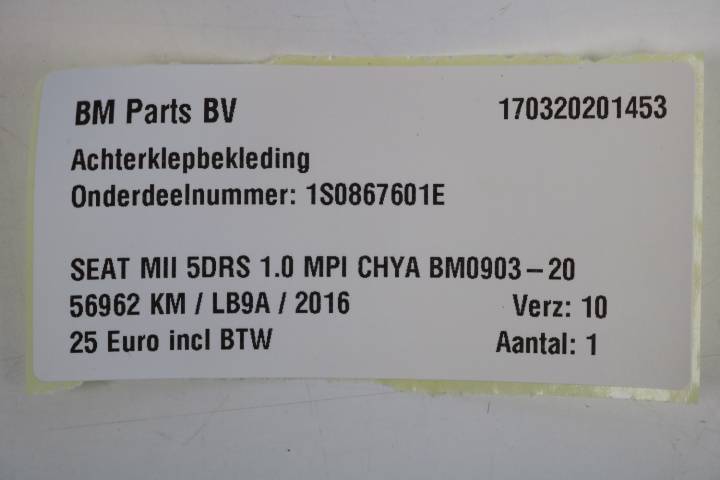 BM Parts BV 170320201453
Achterklepbekleding
Onderdeelnummer: 1S0867601E
SEAT MII 5DRS 1.0 MPI CHYA BM0903-20
56962 KM / LB9A / 2016 Verz: 10
25 Euro incl BTW Aantal: 1